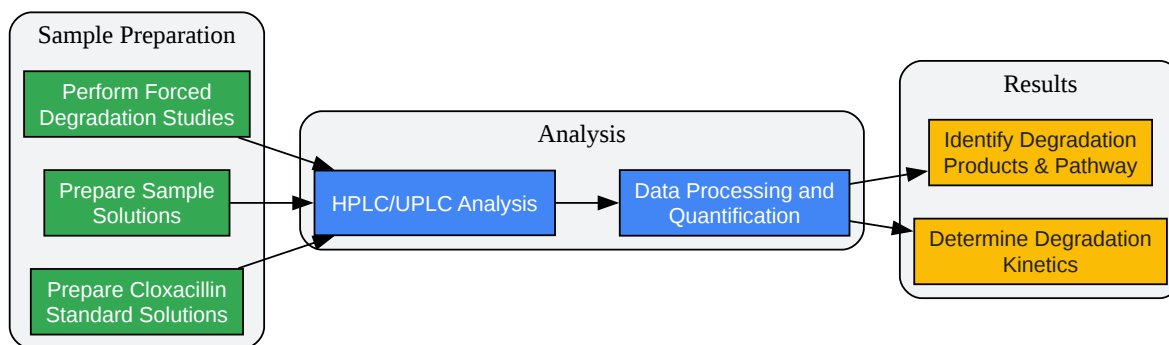 Sample Preparation
Perform Forced
Degradation Studies
Prepare Sample
Solutions
Prepare Cloxacillin
Standard Solutions
Analysis
HPLC/UPLC Analysis
Data Processing and
Quantification
Results
Identify Degradation
Products & Pathway
Determine Degradation
Kinetics